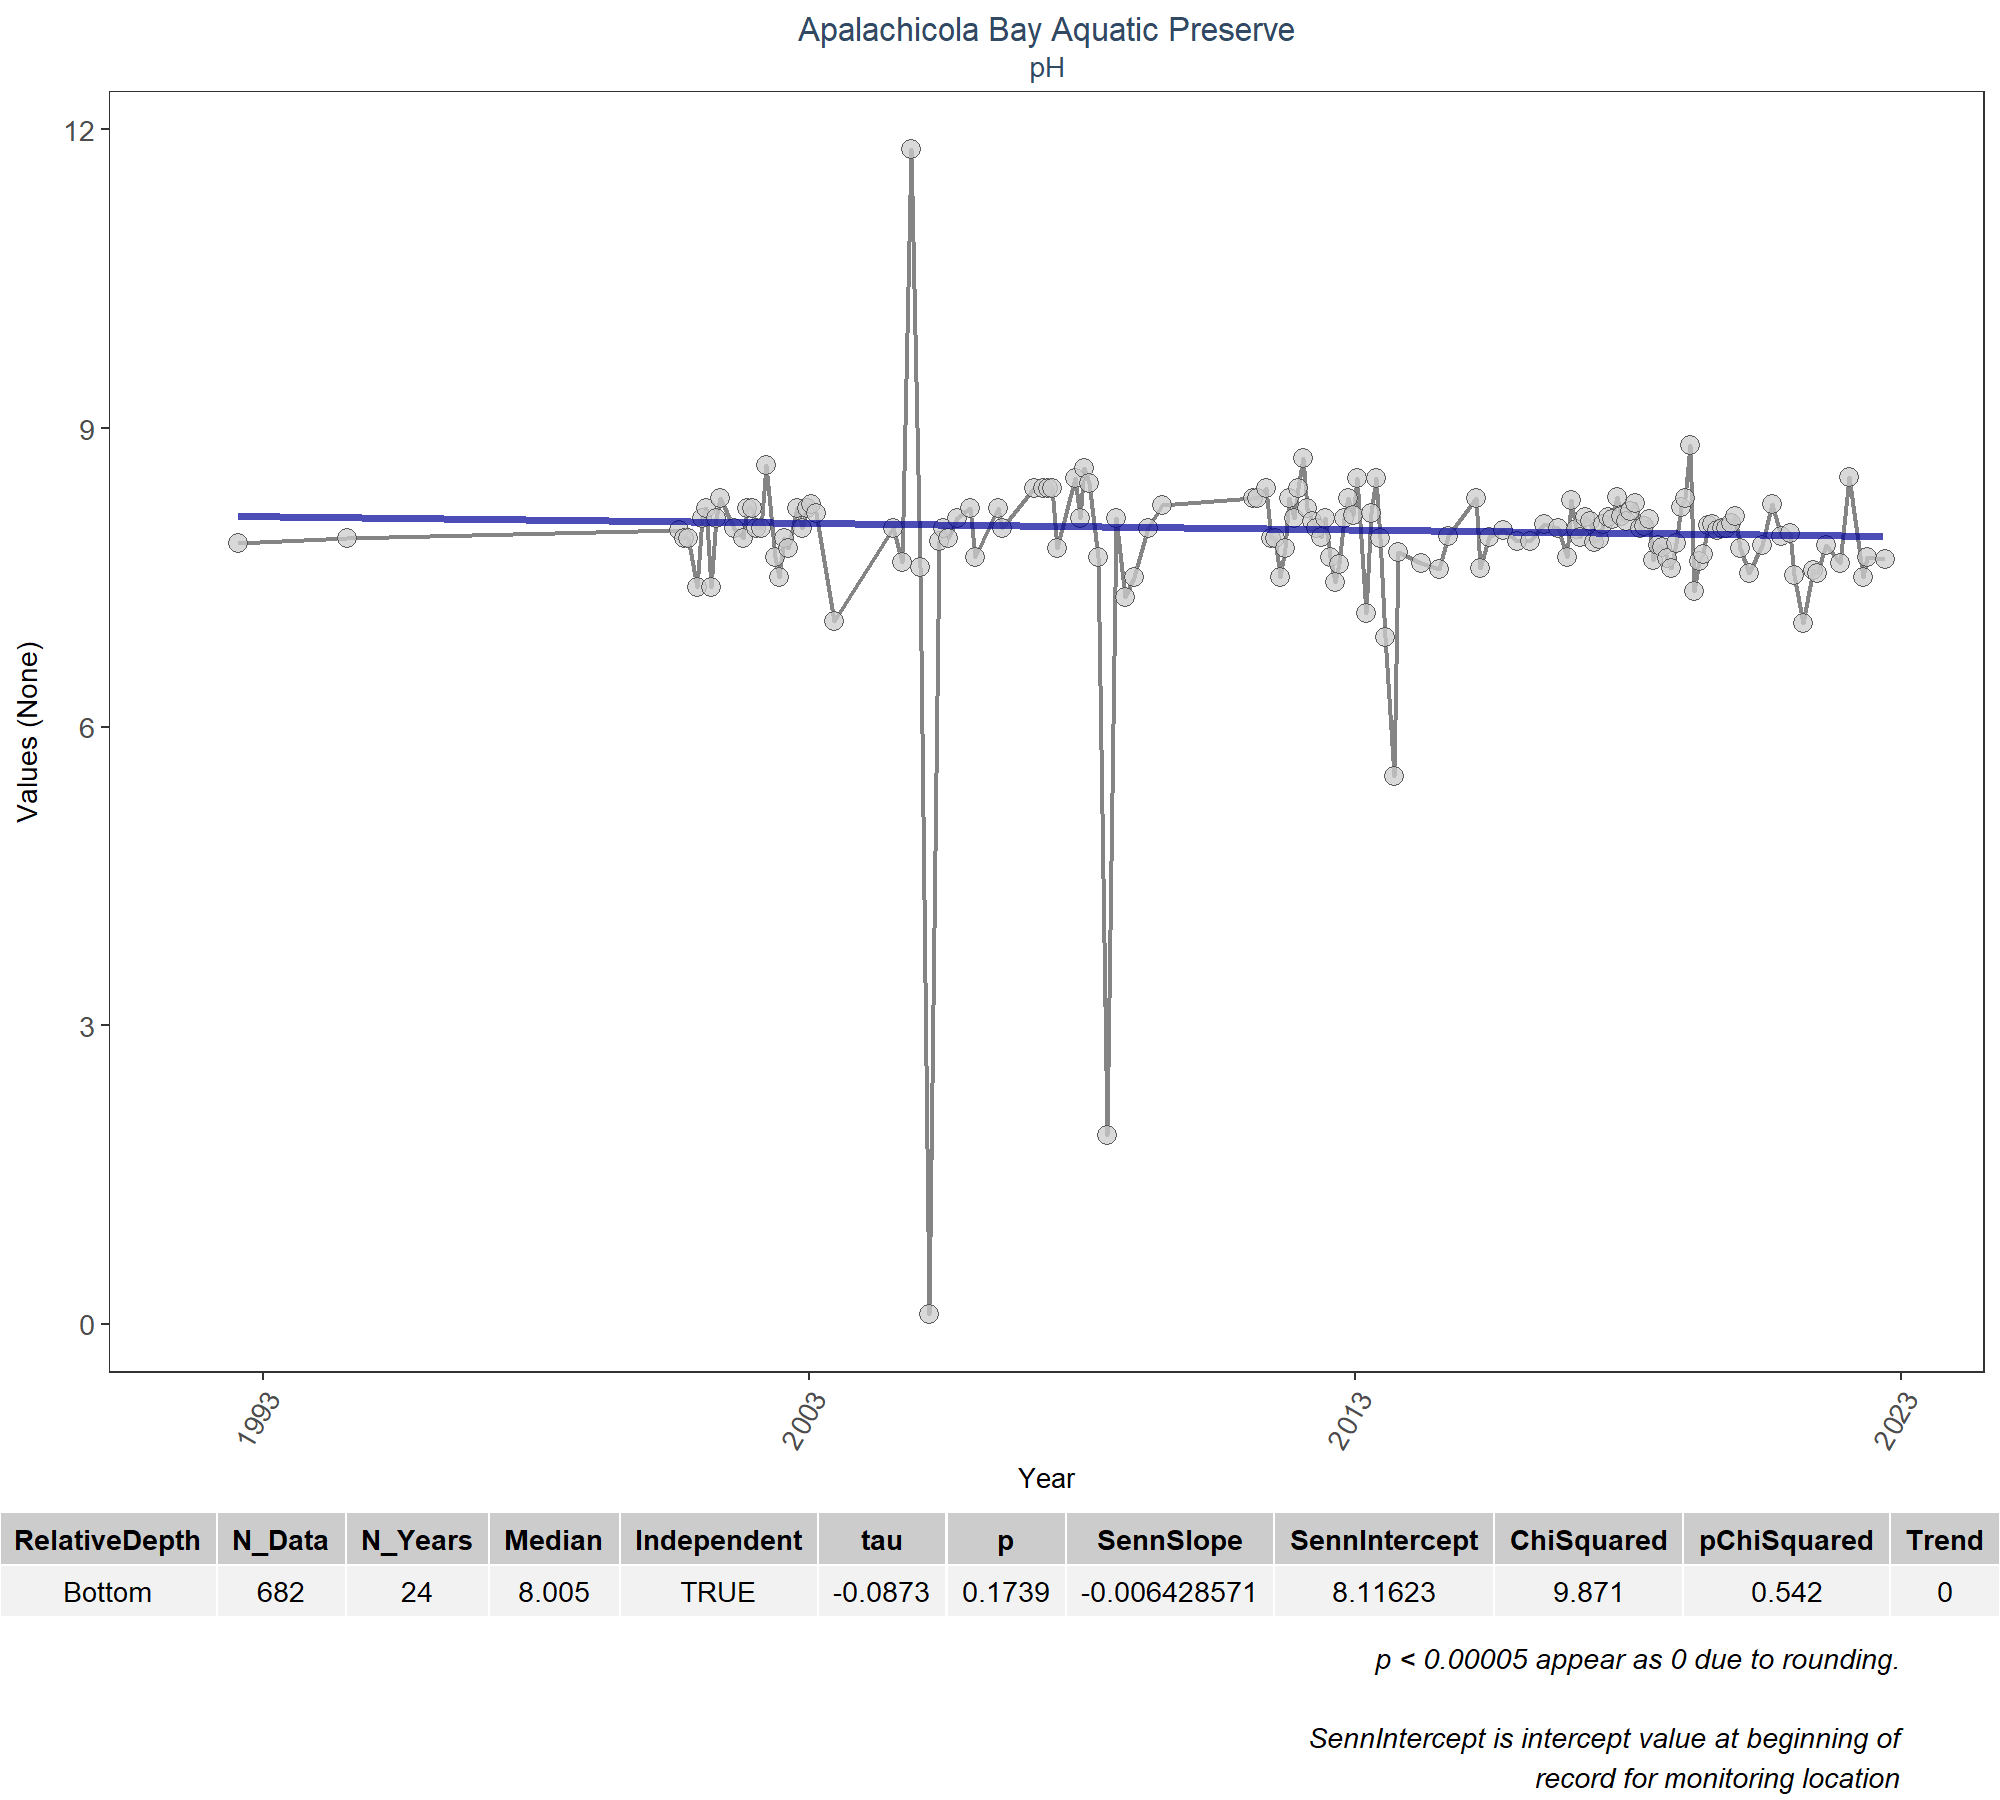 Apalachicola Bay Aquatic Preserve
pH
12
9
6
3
0
Values (None)
1993
2003
2013
2023
Year
RelativeDepth N_Data N_Years Median Independent tau p SennSlope SennIntercept ChiSquared pChiSquared Trend
Bottom 682 24 8.005 TRUE -0.0873 0.1739 -0.006428571 8.11623 9.871 0.542 0
p < 0.00005 appear as 0 due to rounding.
SennIntercept is intercept value at beginning of
record for monitoring location